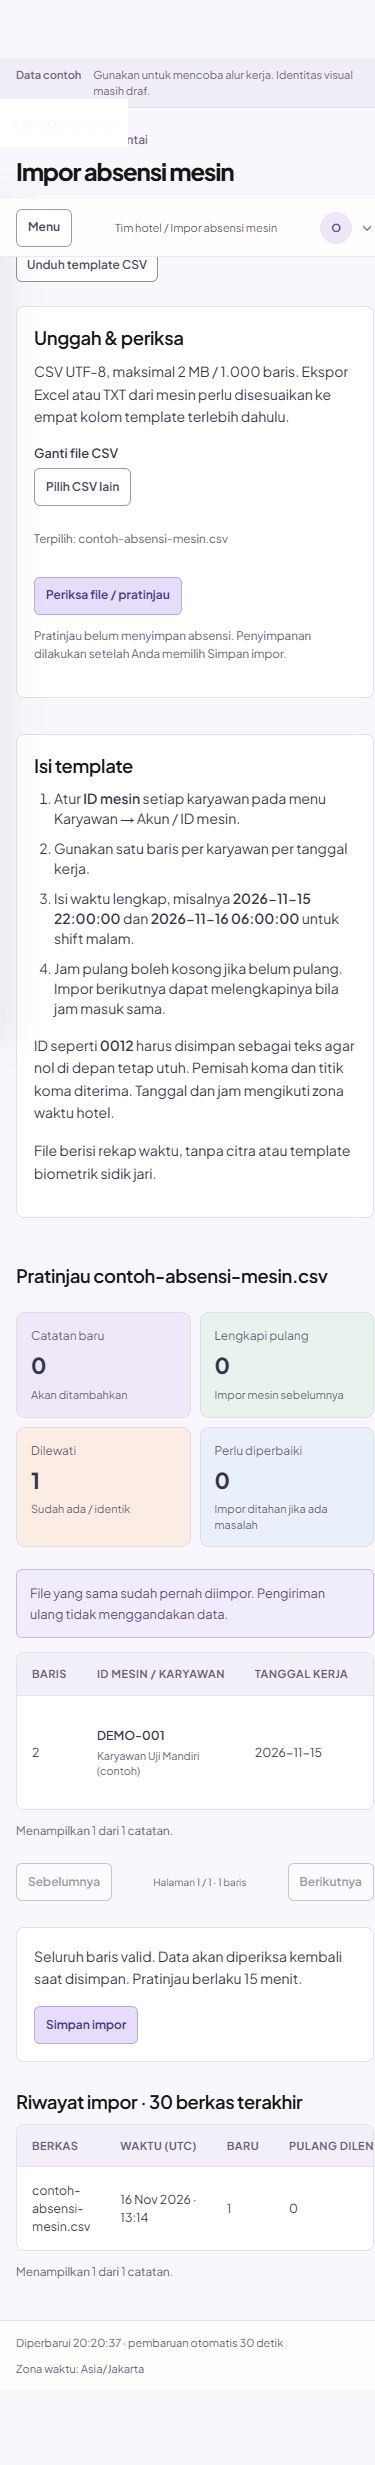 Data contoh
Gunakan untuk mencoba alur kerja. Identitas visual
masih draf.
ntai
Impor absensi mesin
Menu
Tim hotel / Impor absensi mesin
O
Unduh template CSV
Unggah & periksa
CSV UTF-8, maksimal 2 MB / 1.000 baris. Ekspor
Excel atau TXT dari mesin perlu disesuaikan ke
empat kolom template terlebih dahulu.
Ganti file CSV
Pilih CSV lain
Terpilih: contoh-absensi-mesin.csv
Periksa file / pratinjau
Pratinjau belum menyimpan absensi. Penyimpanan
dilakukan setelah Anda memilih Simpan impor.
Isi template
1. Atur ID mesin setiap karyawan pada menu
Karyawan → Akun / ID mesin.
2. Gunakan satu baris per karyawan per tanggal
kerja.
3. Isi waktu lengkap, misalnya 2026-11-15
22:00:00 dan 2026-11-16 06:00:00 untuk
shift malam.
4. Jam pulang boleh kosong jika belum pulang.
Impor berikutnya dapat melengkapinya bila
jam masuk sama.
ID seperti 0012 harus disimpan sebagai teks agar
nol di depan tetap utuh. Pemisah koma dan titik
koma diterima. Tanggal dan jam mengikuti zona
waktu hotel.
File berisi rekap waktu, tanpa citra atau template
biometrik sidik jari.
Pratinjau contoh-absensi-mesin.csv
Catatan baru
0
Akan ditambahkan
Lengkapi pulang
0
Impor mesin sebelumnya
Dilewati
1
Sudah ada / identik
Perlu diperbaiki
0
Impor ditahan jika ada
masalah
File yang sama sudah pernah diimpor. Pengiriman
ulang tidak menggandakan data.
BARIS ID MESIN / KARYAWAN TANGGAL KERJA
2
DEMO-001
Karyawan Uji Mandiri
(contoh)
2026-11-15
Menampilkan 1 dari 1 catatan.
Sebelumnya
Halaman 1 / 1 · 1 baris
Berikutnya
Seluruh baris valid. Data akan diperiksa kembali
saat disimpan. Pratinjau berlaku 15 menit.
Simpan impor
Riwayat impor · 30 berkas terakhir
BERKAS WAKTU (UTC) BARU PULANG DILEN
contoh-
absensi-
mesin.csv
16 Nov 2026 ·
13:14
1
0
Menampilkan 1 dari 1 catatan.
Diperbarui 20:20:37 · pembaruan otomatis 30 detik
Zona waktu: Asia/Jakarta